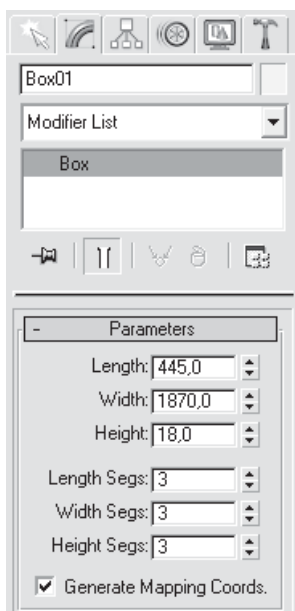 Box01
Modifier List
Box
- Parameters
Length: 445,0
Width: 1870,0
Height: 18,0
Length Segs: 3
Width Segs: 3
Height Segs: 3
Generate Mapping Coords.